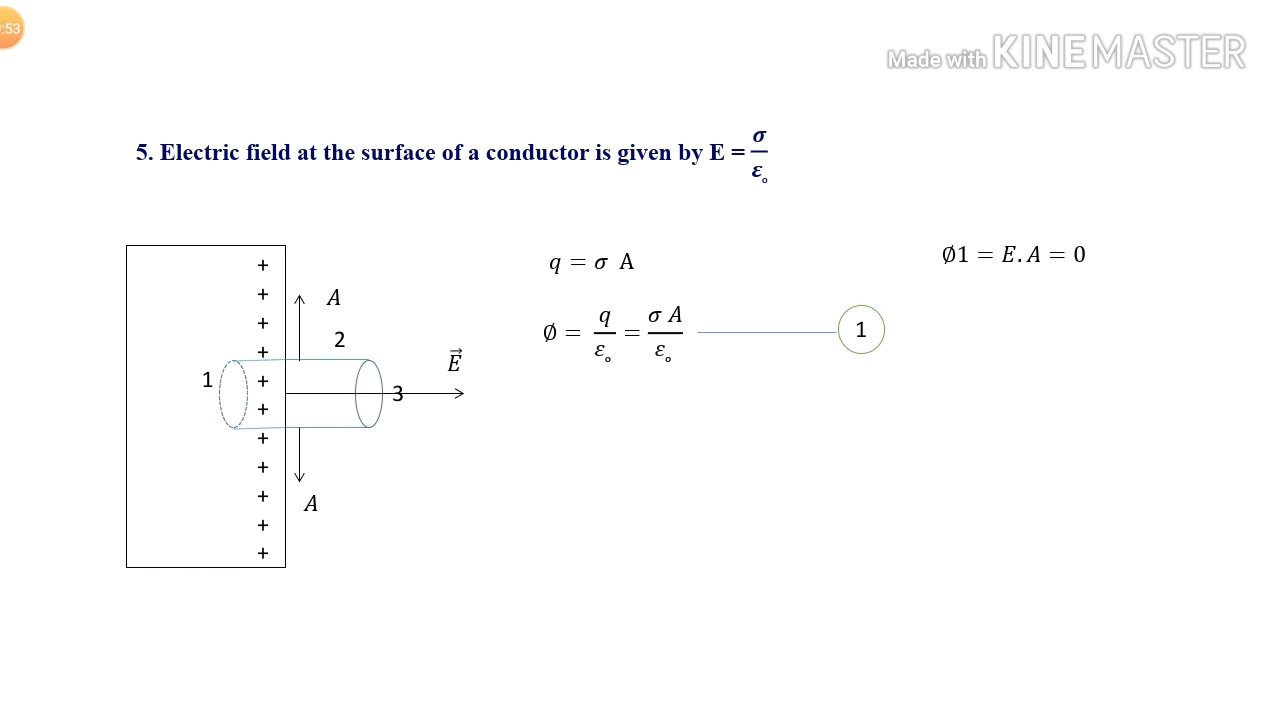 :53
Made with KINEMASTER
5. Electric field at the surface of a conductor is given by E = σ/ε₀
q = σ A
∅ = q/ε₀ = σ A/ε₀
1
∅1 = E. A = 0
+
+
+
+
+
+
+
+
+
+
+
A
2
1
E⃗
3
A